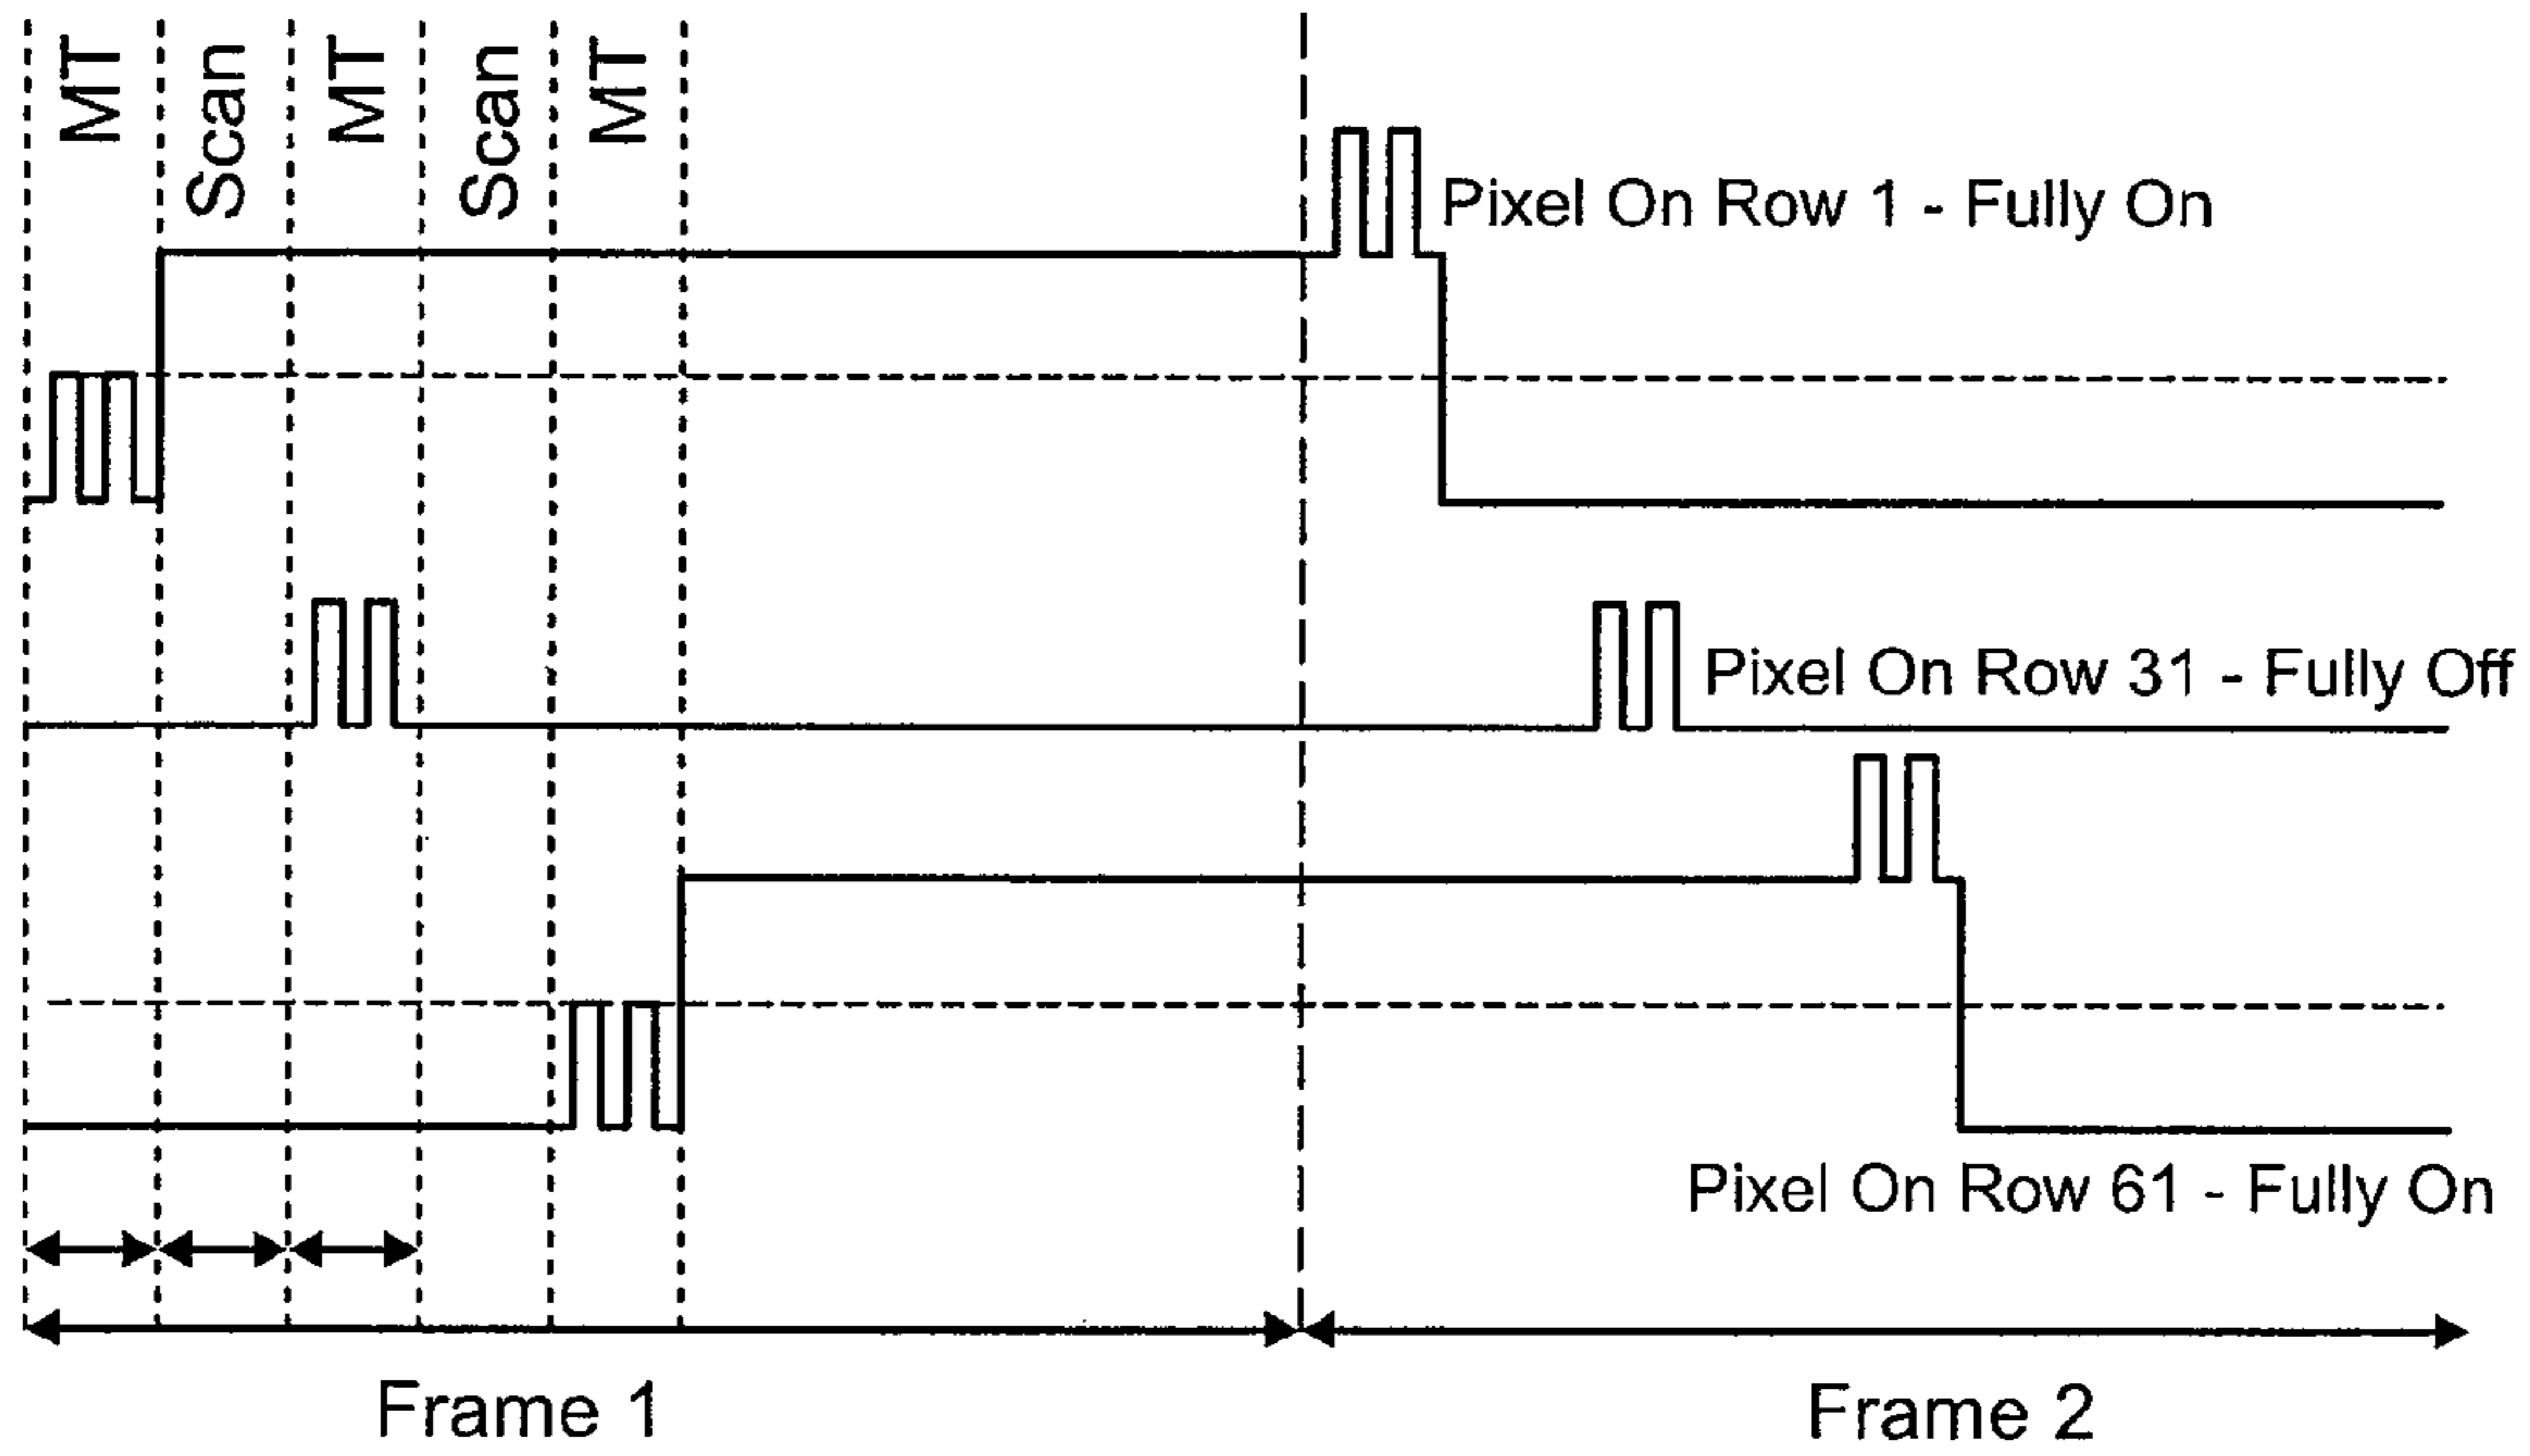 MT
Scan
MT
Scan
MT
Pixel On Row 1 - Fully On
Pixel On Row 31 - Fully Off
Pixel On Row 61 - Fully On
Frame 1
Frame 2